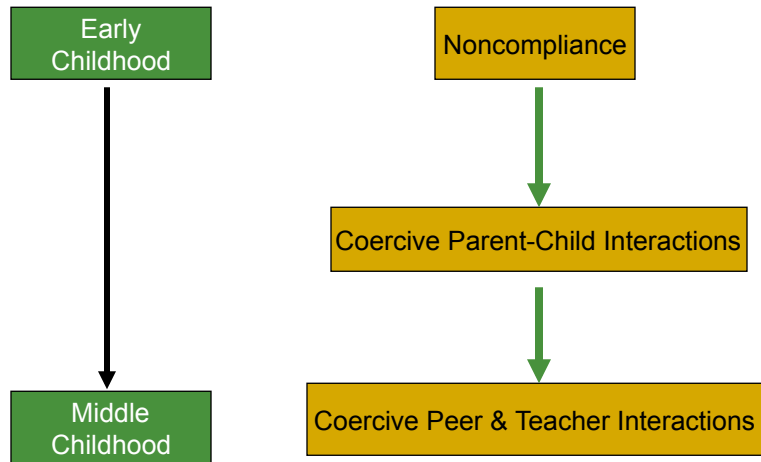 Early
Childhood
Noncompliance
Coercive Parent-Child Interactions
Middle
Childhood
Coercive Peer & Teacher Interactions